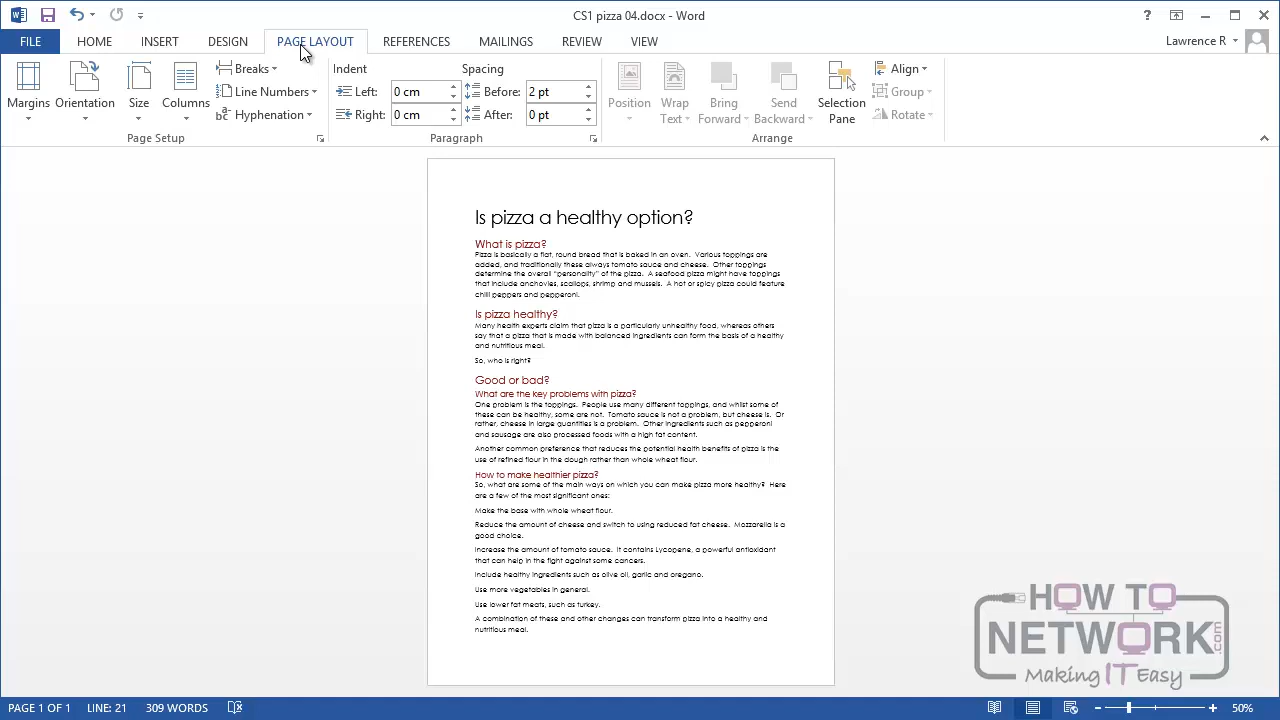 CS1 pizza 04.docx - Word
FILE HOME INSERT DESIGN PAGE LAYOUT REFERENCES MAILINGS REVIEW VIEW Lawrence R
Margins Orientation Size Columns
Breaks
Line Numbers
Hyphenation
Page Setup
Indent Spacing
Left: 0 cm Before: 2 pt
Right: 0 cm After: 0 pt
Paragraph
Position
Wrap Text
Bring Forward
Send Backward
Selection Pane
Align
Group
Rotate
Arrange
Is pizza a healthy option?
What is pizza?
Pizza is basically a flat, round bread that is baked in an oven. Various toppings are
added, and traditionally these always tomato sauce and cheese. Other toppings
determine the overall "personality" of the pizza. A seafood pizza might have toppings
that include anchovies, scallops, shrimp and mussels. A hot or spicy pizza could feature
chilli peppers and pepperoni.
Is pizza healthy?
Many health experts claim that pizza is a particularly unhealthy food, whereas others
say that a pizza that is made with balanced ingredients can form the basis of a healthy
and nutritious meal.
So, who is right?
Good or bad?
What are the key problems with pizza?
One problem is the toppings. People use many different toppings, and whilst some of
these can be healthy, some are not. Tomato sauce is not a problem, but cheese is. Or
rather, cheese in large quantities is a problem. Other ingredients such as pepperoni
and sausage are also processed foods with a high fat content.
Another common preference that reduces the potential health benefits of pizza is the
use of refined flour in the dough rather than whole wheat flour.
How to make healthier pizza?
So, what are some of the main ways on which you can make pizza more healthy? Here
are a few of the most significant ones:
Make the base with whole wheat flour.
Reduce the amount of cheese and switch to using reduced fat cheese. Mozzarella is a
good choice.
Increase the amount of tomato sauce. It contains Lycopene, a powerful antioxidant
that can help in the fight against some cancers.
Include healthy ingredients such as olive oil, garlic and oregano.
Use more vegetables in general.
Use lower fat meats, such as turkey.
A combination of these and other changes can transform pizza into a healthy and
nutritious meal.
HOW TO
NETWORK.com
Making IT Easy
PAGE 1 OF 1 LINE: 21 309 WORDS 50%